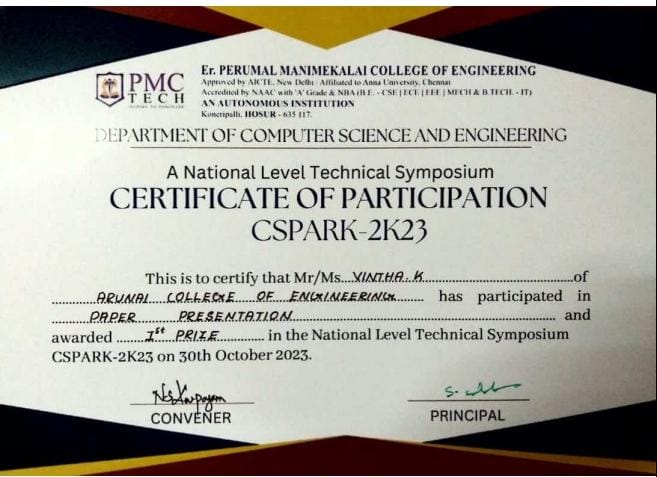 PMC
TECH
Er. PERUMAL MANIMEKALAI COLLEGE OF ENGINEERING
Approved by AICTE, New Delhi | Affiliated to Anna University, Chennai
Accredited by NAAC with 'A' Grade & NBA (B.E. - CSE | ECE | EEE | MECH & B.TECH. - IT)
AN AUTONOMOUS INSTITUTION
Koneripalli, HOSUR - 635 117.
DEPARTMENT OF COMPUTER SCIENCE AND ENGINEERING
A National Level Technical Symposium
CERTIFICATE OF PARTICIPATION
CSPARK-2K23
This is to certify that Mr/Ms...VINTHA.K...of
...ARUNAI COLLEGE OF ENGINEERING... has participated in
...PAPER PRESENTATION... and
awarded ...Ist PRIZE... in the National Level Technical Symposium
CSPARK-2K23 on 30th October 2023.
CONVENER
PRINCIPAL